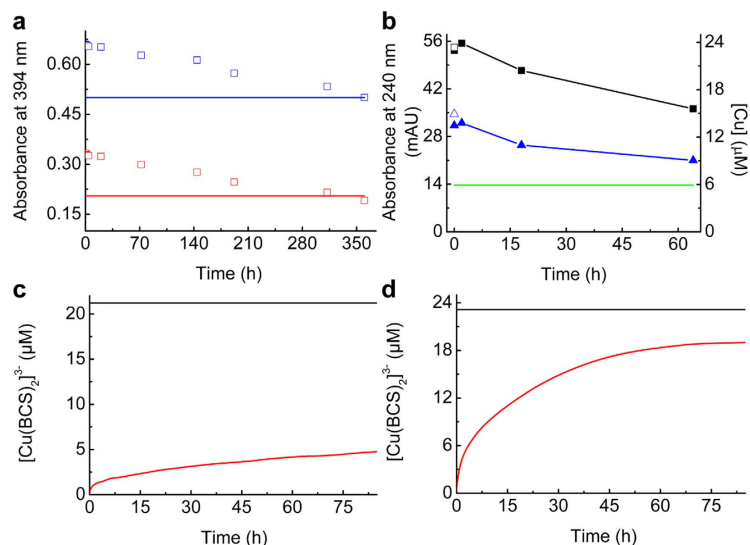 a
Absorbance at 394 nm
0.60
0.45
0.30
0.15
0 70 140 210 280 350
Time (h)
b
Absorbance at 240 nm
(mAU)
56
42
28
14
0
24
18
12
6
0
[Cu] (µM)
0 15 30 45 60
Time (h)
c
[Cu(BCS)₂]³⁻ (µM)
20
15
10
5
0
0 15 30 45 60 75
Time (h)
d
[Cu(BCS)₂]³⁻ (µM)
24
18
12
6
0
0 15 30 45 60 75
Time (h)